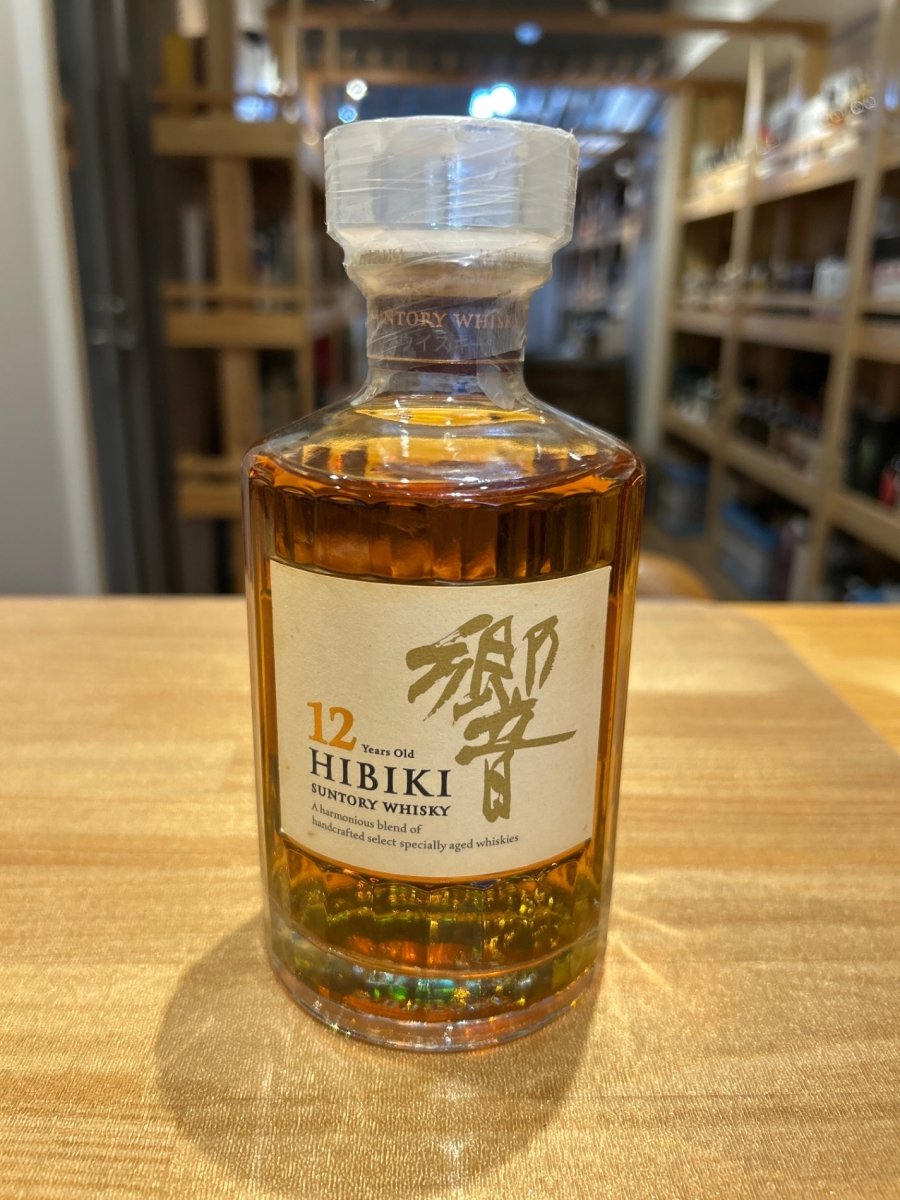 SUNTORY WHISKY
響
12 Years Old
HIBIKI
SUNTORY WHISKY
A harmonious blend of
handcrafted select specially aged whiskies